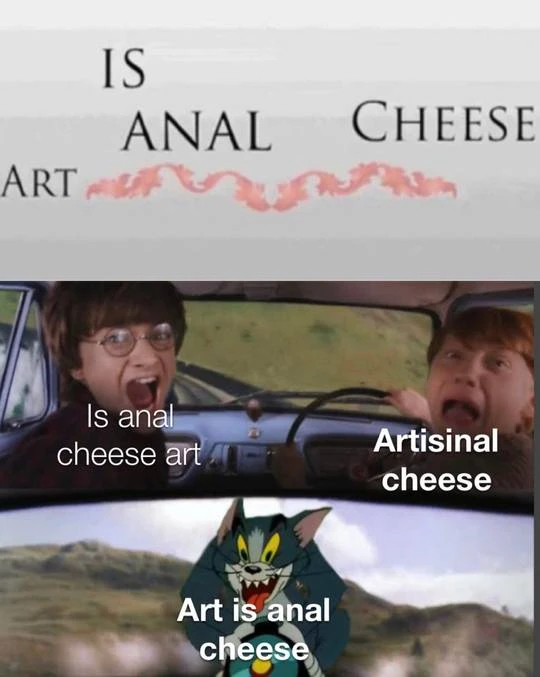 IS
ANAL CHEESE
ART
Is anal
cheese art
Artisinal
cheese
Art is anal
cheese